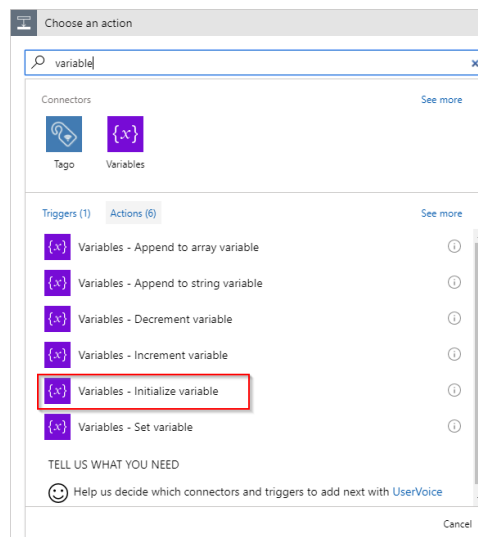 Choose an action
variable
Connectors See more
{x}
Tago Variables
Triggers (1) Actions (6) See more
{x} Variables - Append to array variable
{x} Variables - Append to string variable
{x} Variables - Decrement variable
{x} Variables - Increment variable
{x} Variables - Initialize variable
{x} Variables - Set variable
TELL US WHAT YOU NEED
Help us decide which connectors and triggers to add next with UserVoice
Cancel